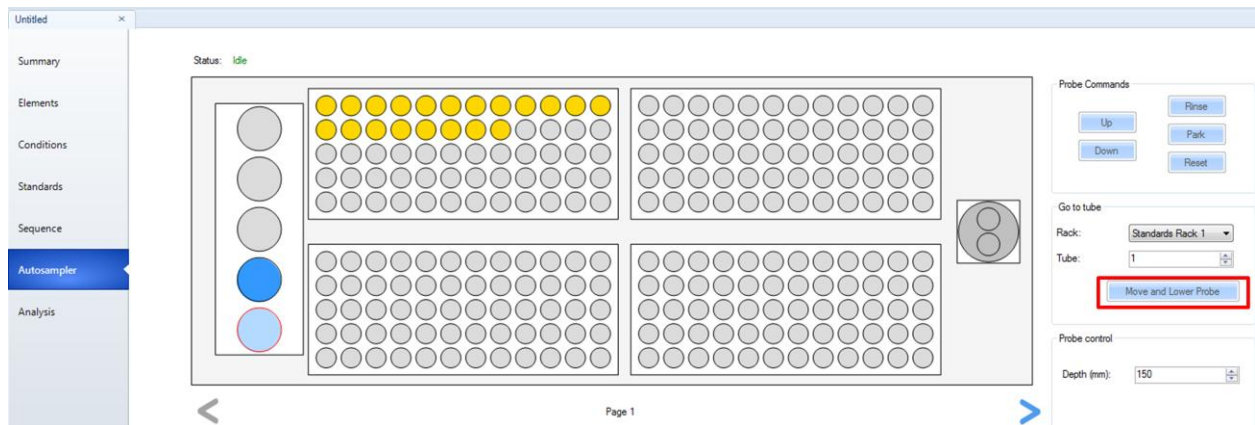 Untitled ×
Summary
Elements
Conditions
Standards
Sequence
Autosampler
Analysis
Status: Idle
Page 1
Probe Commands
Up
Down
Rinse
Park
Reset
Go to tube
Rack: Standards Rack 1
Tube: 1
Move and Lower Probe
Probe control
Depth (mm): 150